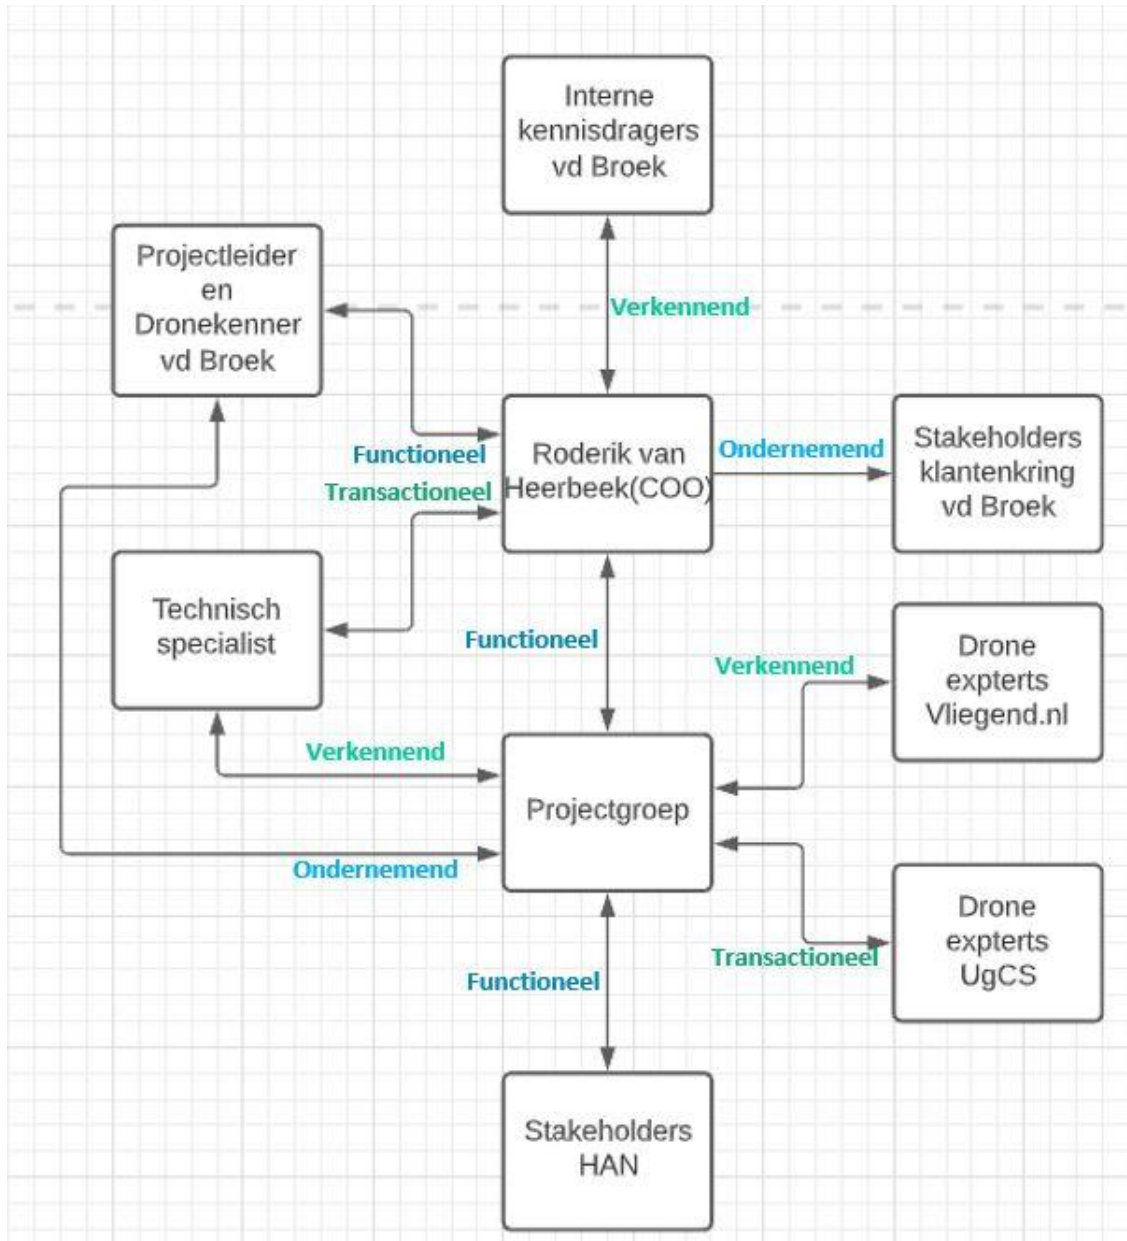 Interne
kennisdragers
vd Broek
Projectleider
en
Dronekenner
vd Broek
Verkennend
Functioneel
Transactioneel
Roderik van
Heerbeek(COO)
Ondernemend
Stakeholders
klantenkring
vd Broek
Technisch
specialist
Functioneel
Verkennend
Drone
expterts
Vliegend.nl
Verkennend
Projectgroep
Ondernemend
Transactioneel
Drone
expterts
UgCS
Functioneel
Stakeholders
HAN